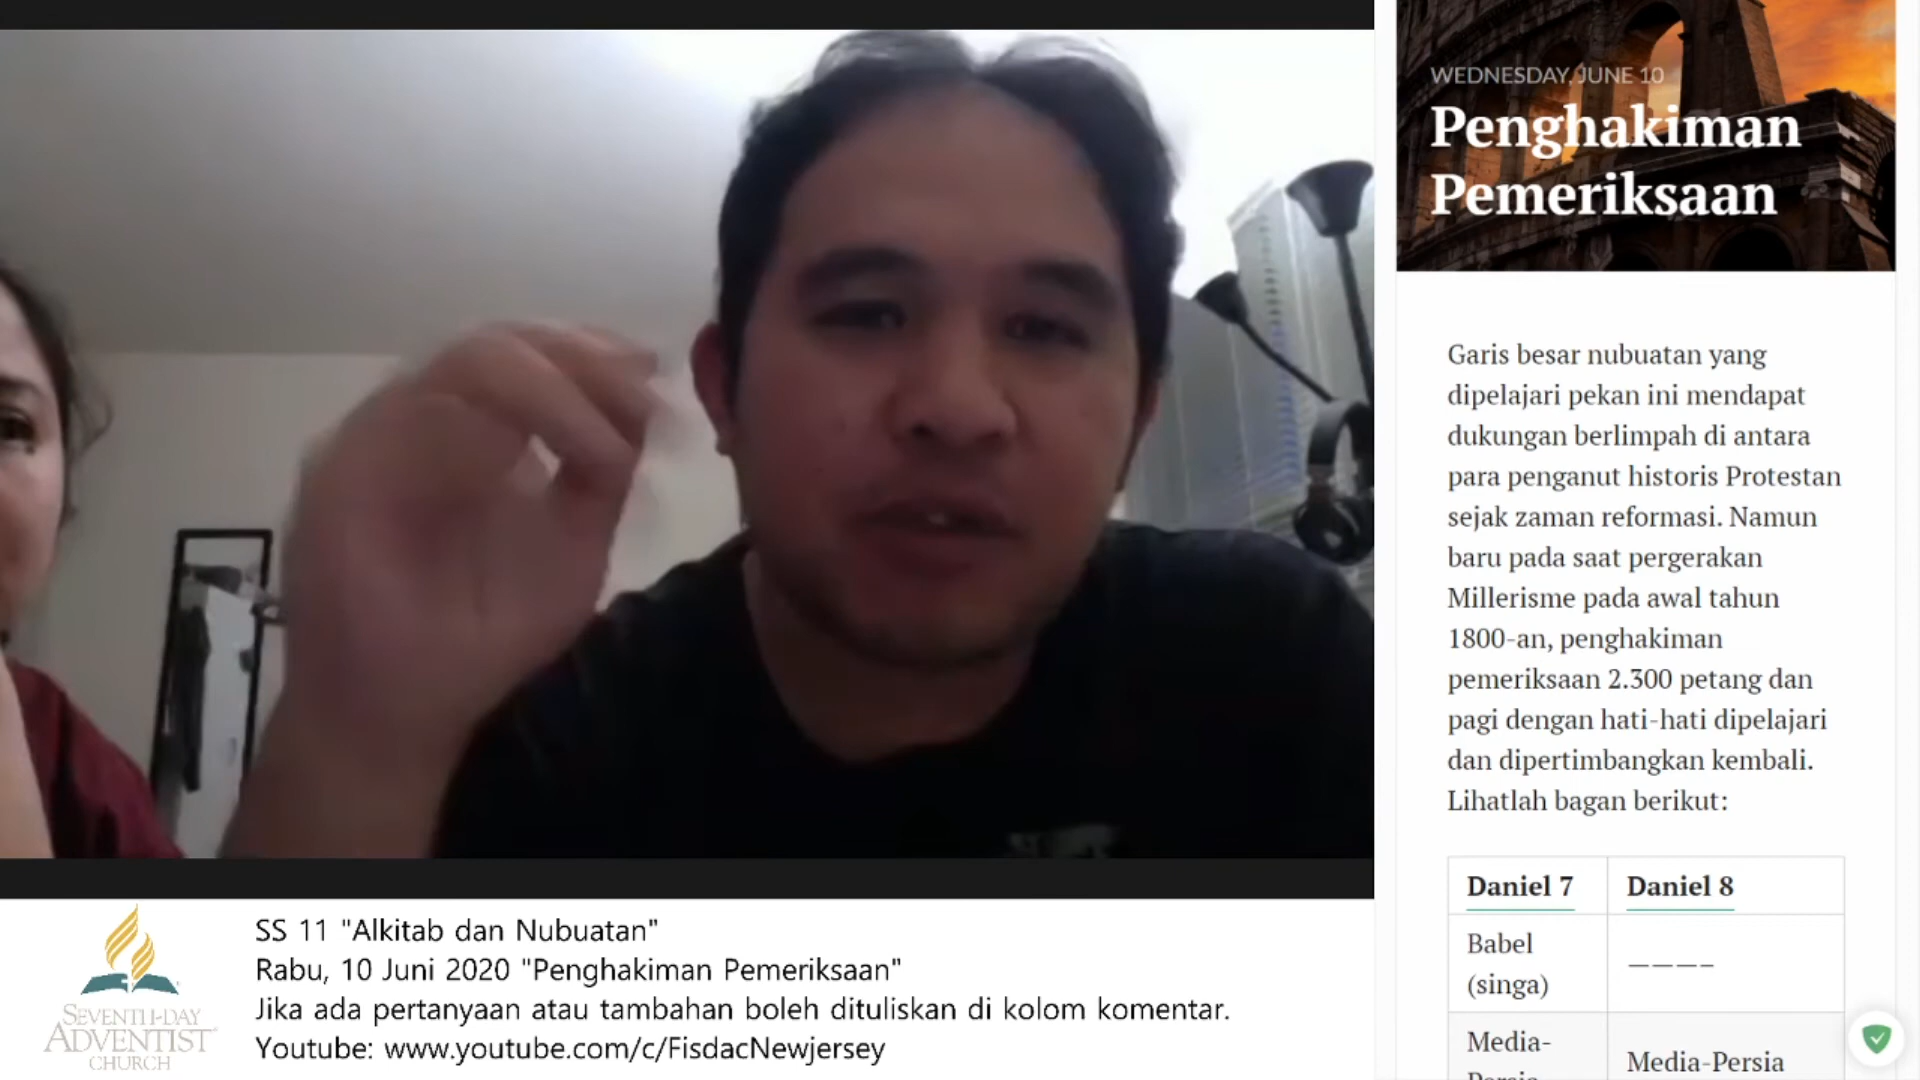 WEDNESDAY, JUNE 10
Penghakiman
Pemeriksaan
Garis besar nubuatan yang
dipelajari pekan ini mendapat
dukungan berlimpah di antara
para penganut historis Protestan
sejak zaman reformasi. Namun
baru pada saat pergerakan
Millerisme pada awal tahun
1800-an, penghakiman
pemeriksaan 2.300 petang dan
pagi dengan hati-hati dipelajari
dan dipertimbangkan kembali.
Lihatlah bagan berikut:
Daniel 7 Daniel 8
Babel
(singa)
————–
Media-
Media-Persia
SEVENTH-DAY
ADVENTIST
CHURCH
SS 11 "Alkitab dan Nubuatan"
Rabu, 10 Juni 2020 "Penghakiman Pemeriksaan"
Jika ada pertanyaan atau tambahan boleh dituliskan di kolom komentar.
Youtube: www.youtube.com/c/FisdacNewjersey